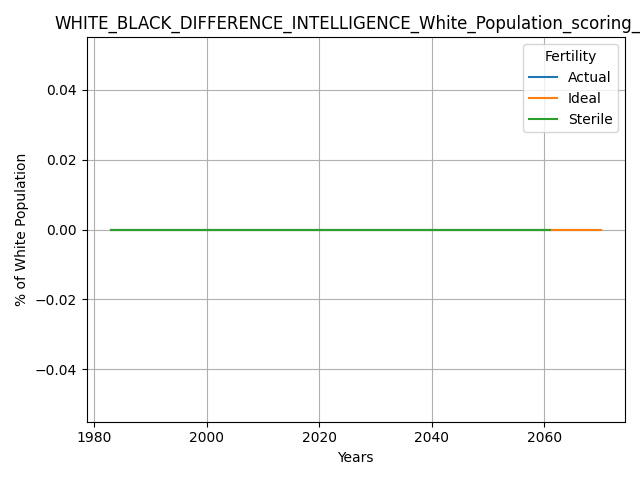 WHITE_BLACK_DIFFERENCE_INTELLIGENCE_White_Population_scoring_
Fertility
Actual
Ideal
Sterile
% of White Population
0.04
0.02
0.00
−0.02
−0.04
1980 2000 2020 2040 2060
Years